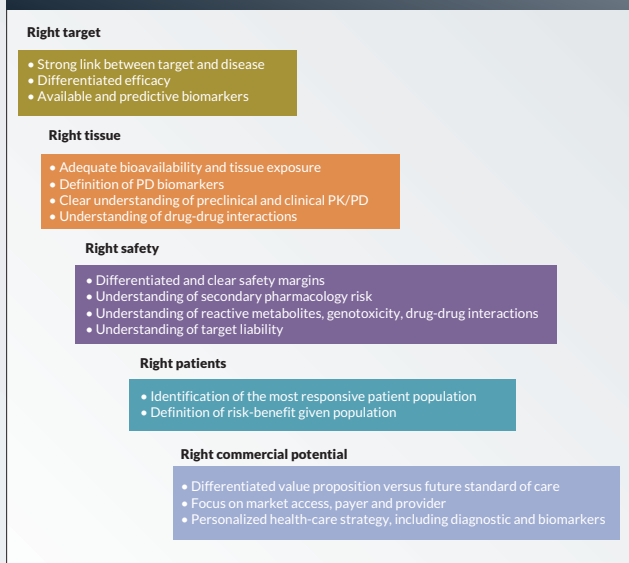 Right target
• Strong link between target and disease
• Differentiated efficacy
• Available and predictive biomarkers
Right tissue
• Adequate bioavailability and tissue exposure
• Definition of PD biomarkers
• Clear understanding of preclinical and clinical PK/PD
• Understanding of drug-drug interactions
Right safety
• Differentiated and clear safety margins
• Understanding of secondary pharmacology risk
• Understanding of reactive metabolites, genotoxicity, drug-drug interactions
• Understanding of target liability
Right patients
• Identification of the most responsive patient population
• Definition of risk-benefit given population
Right commercial potential
• Differentiated value proposition versus future standard of care
• Focus on market access, payer and provider
• Personalized health-care strategy, including diagnostic and biomarkers